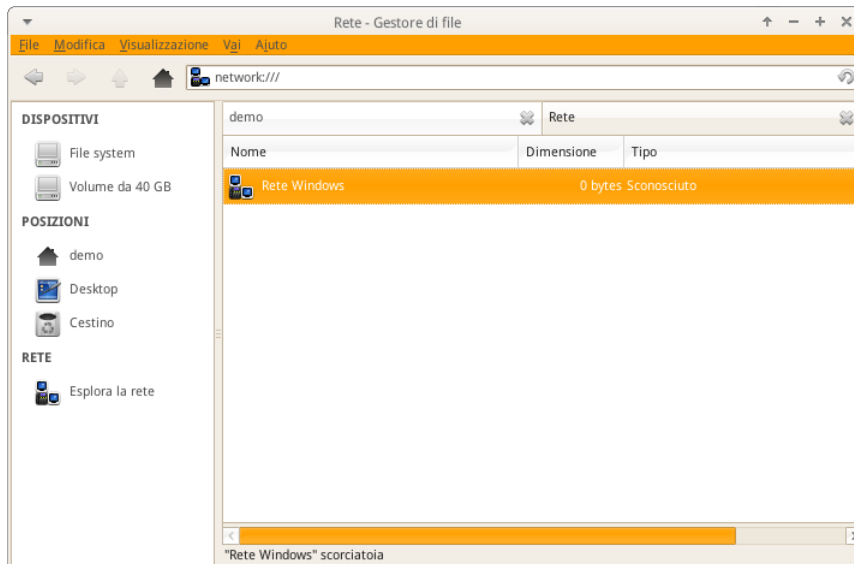 Rete - Gestore di file
File Modifica Visualizzazione Vai Aiuto
network:///
DISPOSITIVI
File system
Volume da 40 GB
POSIZIONI
demo
Desktop
Cestino
RETE
Esplora la rete
demo Rete
Nome Dimensione Tipo
Rete Windows 0 bytes Sconosciuto
"Rete Windows" scorciatoia